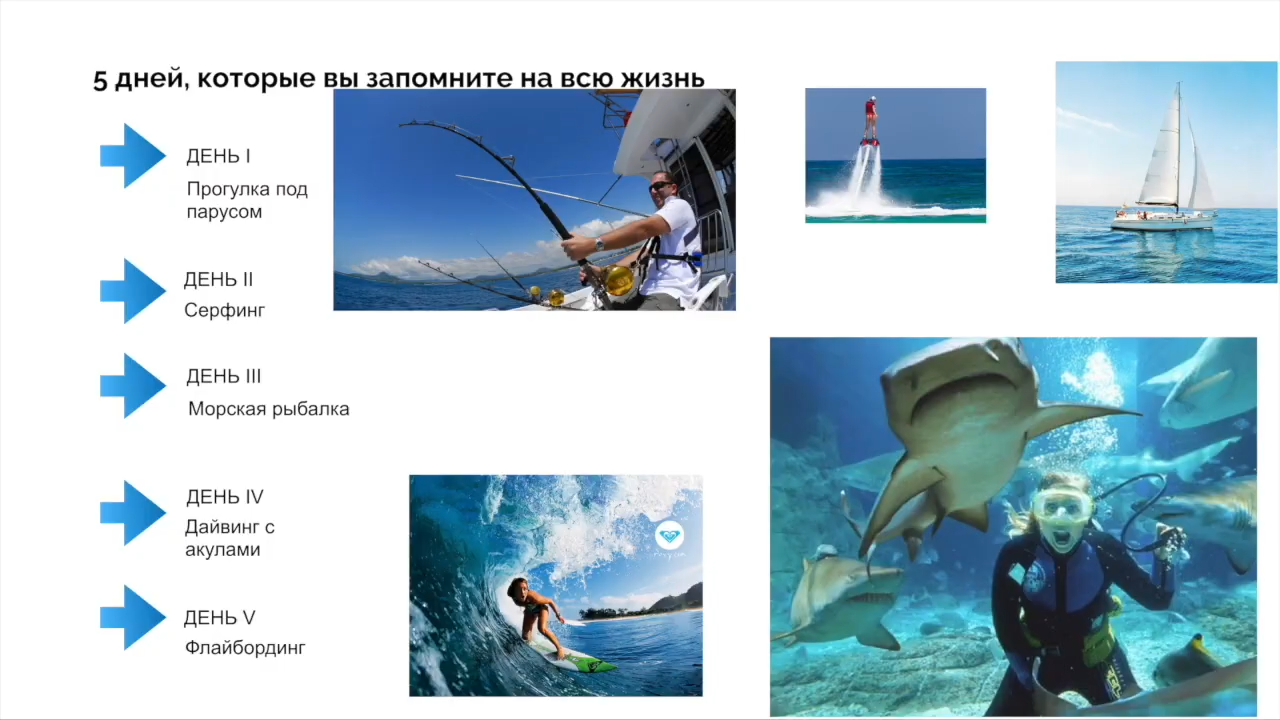 5 дней, которые вы запомните на всю жизнь
ДЕНЬ I
Прогулка под
парусом
ДЕНЬ II
Серфинг
ДЕНЬ III
Морская рыбалка
ДЕНЬ IV
Дайвинг с
акулами
ДЕНЬ V
Флайбординг